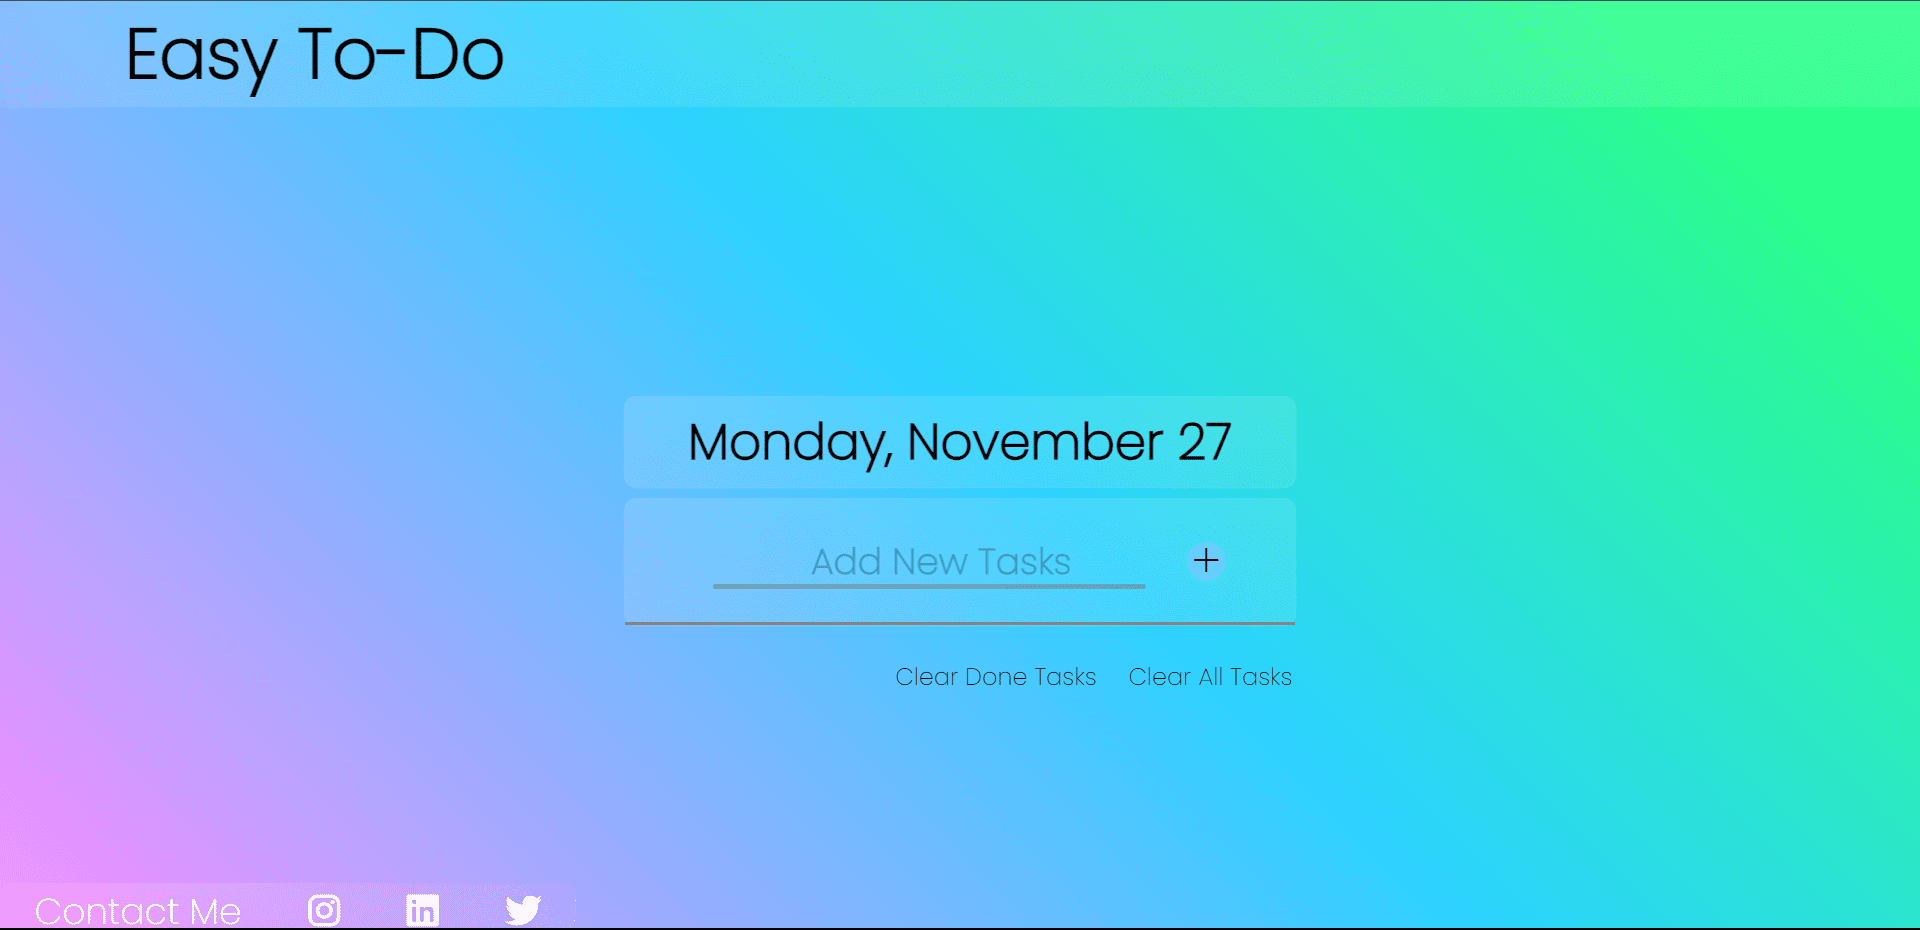 Easy To-Do
Monday, November 27
Add New Tasks
Clear Done Tasks Clear All Tasks
Contact Me